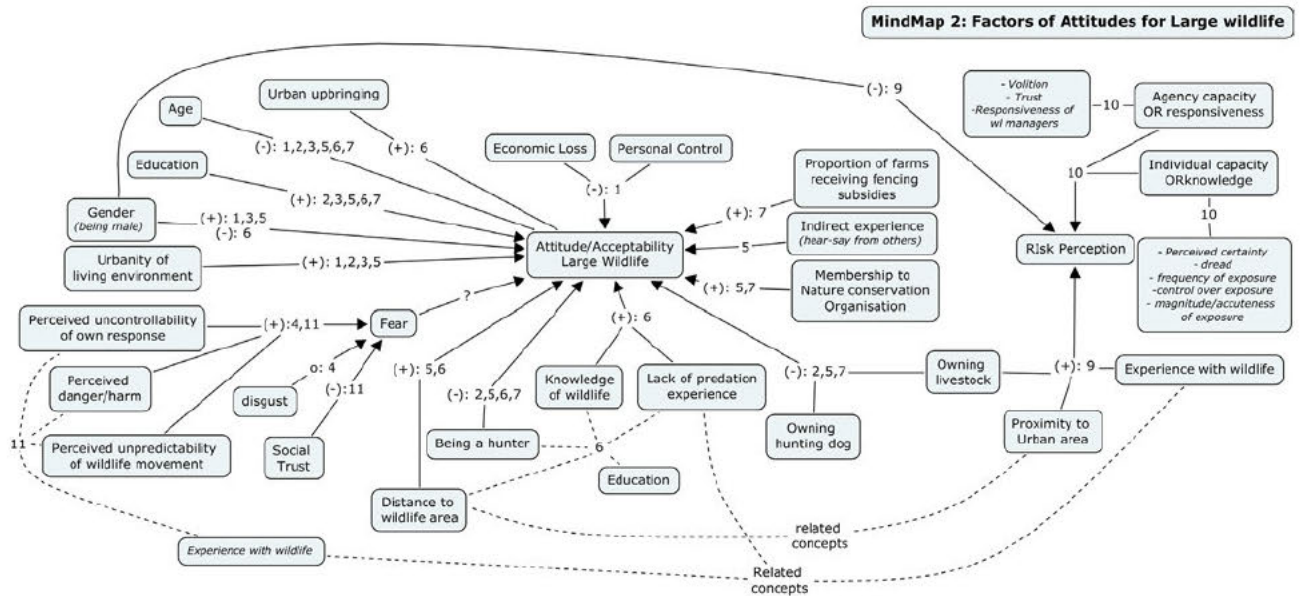 MindMap 2: Factors of Attitudes for Large wildlife
(-): 9
- Volition
- Trust
-Responsiveness of
wl managers
10
Agency capacity
OR responsiveness
Urban upbringing
Age
(-): 1,2,3,5,6,7
(+): 6
Economic Loss
Personal Control
(-): 1
Education
(+): 2,3,5,6,7
Proportion of farms
receiving fencing
subsidies
(+): 7
10
Individual capacity
ORknowledge
10
Gender
(being male)
(+): 1,3,5
(-): 6
Indirect experience
(hear-say from others)
5
Attitude/Acceptability
Large Wildlife
Risk Perception
Urbanity of
living environment
(+): 1,2,3,5
Membership to
Nature conservation
Organisation
(+): 5,7
- Perceived certainty
- dread
- frequency of exposure
-control over exposure
- magnitude/accuteness
of exposure
?
Perceived uncontrollability
of own response
(+):4,11
Fear
(+): 6
(+): 5,6
o: 4
(-):11
Perceived
danger/harm
disgust
(-): 2,5,6,7
Knowledge
of wildlife
Lack of predation
experience
(-): 2,5,7
Owning
livestock
(+): 9
Experience with wildlife
11
Perceived unpredictability
of wildlife movement
Social
Trust
Being a hunter
6
Owning
hunting dog
Proximity to
Urban area
Education
Distance to
wildlife area
related
concepts
Experience with wildlife
Related
concepts